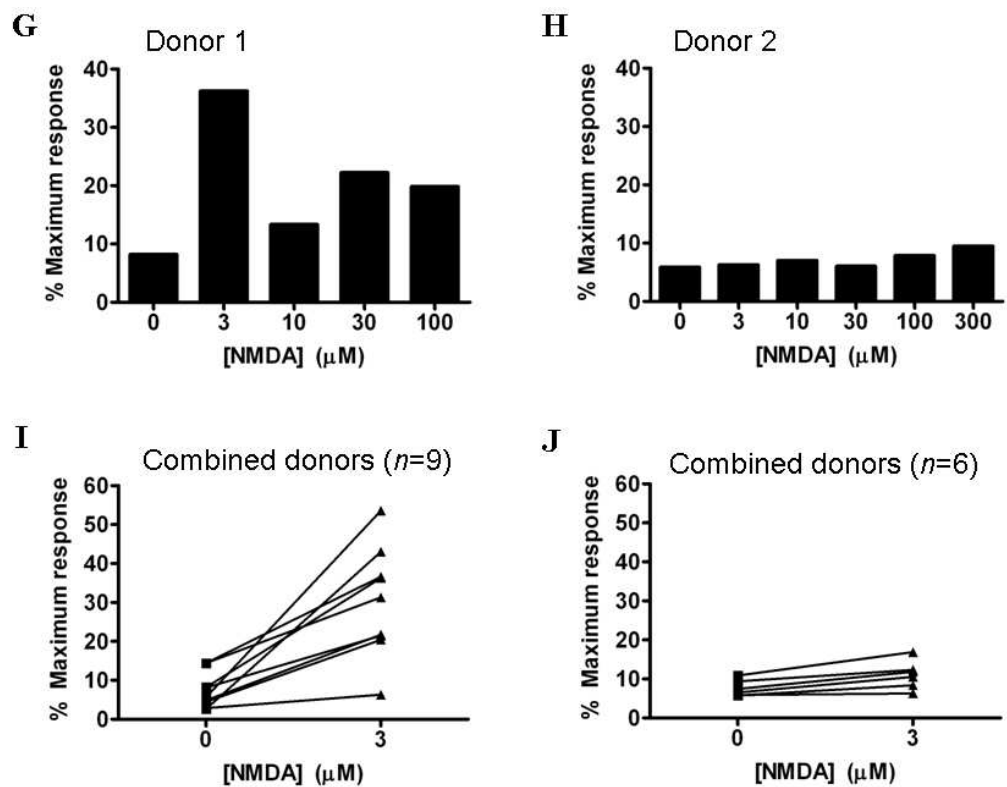 G
Donor 1
% Maximum response
40
30
20
10
0
0 3 10 30 100
[NMDA] (μM)
H
Donor 2
% Maximum response
40
30
20
10
0
0 3 10 30 100 300
[NMDA] (μM)
I
Combined donors (n=9)
% Maximum response
60
50
40
30
20
10
0
0 3
[NMDA] (μM)
J
Combined donors (n=6)
% Maximum response
60
50
40
30
20
10
0
0 3
[NMDA] (μM)